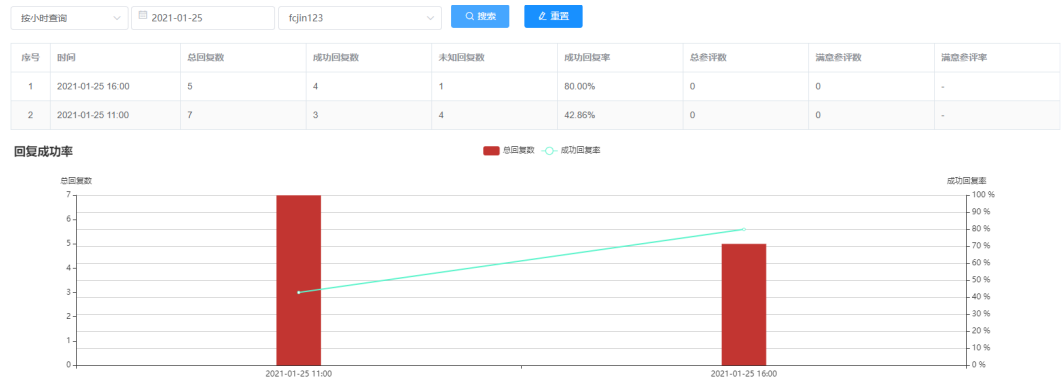 按小时查询 2021-01-25 fcjin123 搜索 重置
序号 时间 总回复数 成功回复数 未知回复数 成功回复率 总参评数 满意参评数 满意参评率
1 2021-01-25 16:00 5 4 1 80.00% 0 0 -
2 2021-01-25 11:00 7 3 4 42.86% 0 0 -
回复成功率 总回复数 成功回复率
总回复数 成功回复率
7 100 %
90 %
6
80 %
5
70 %
60 %
4
50 %
3
40 %
30 %
2
20 %
1
10 %
0 0 %
2021-01-25 11:00 2021-01-25 16:00